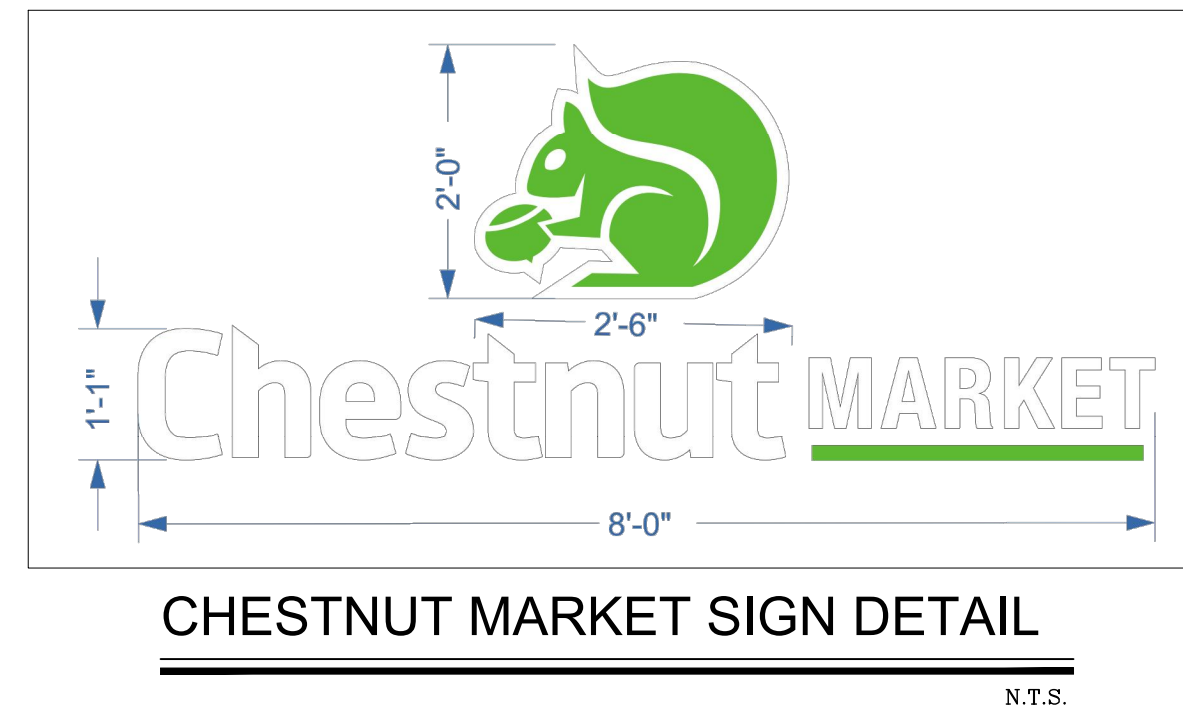 2'-0"
2'-6"
1'-1"
Chestnut MARKET
8'-0"
CHESTNUT MARKET SIGN DETAIL
N.T.S.